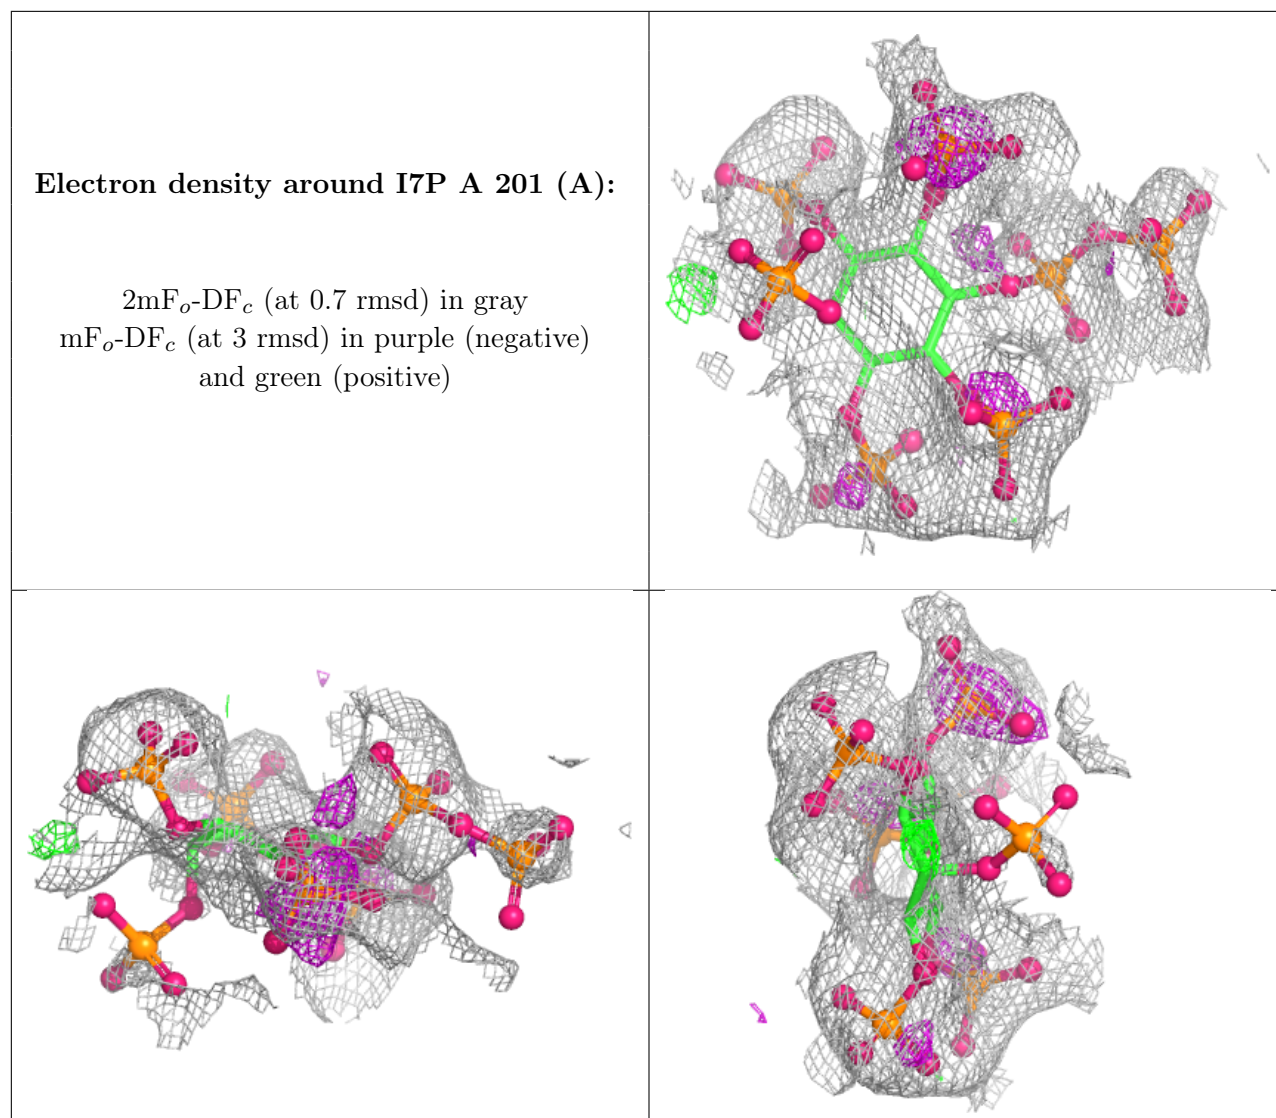 Electron density around I7P A 201 (A):
2mFo-DFc (at 0.7 rmsd) in gray
mFo-DFc (at 3 rmsd) in purple (negative)
and green (positive)